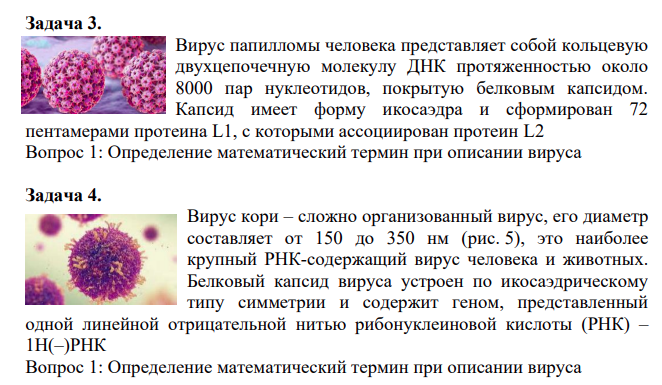 Задача 3.
Вирус папилломы человека представляет собой кольцевую
двухцепочечную молекулу ДНК протяженностью около
8000 пар нуклеотидов, покрытую белковым капсидом.
Капсид имеет форму икосаэдра и сформирован 72
пентамерами протеина L1, с которыми ассоциирован протеин L2
Вопрос 1: Определение математический термин при описании вируса
Задача 4.
Вирус кори – сложно организованный вирус, его диаметр
составляет от 150 до 350 нм (рис. 5), это наиболее
крупный РНК-содержащий вирус человека и животных.
Белковый капсид вируса устроен по икосаэдрическому
типу симметрии и содержит геном, представленный
одной линейной отрицательной нитью рибонуклеиновой кислоты (РНК) –
1Н(–)РНК
Вопрос 1: Определение математический термин при описании вируса